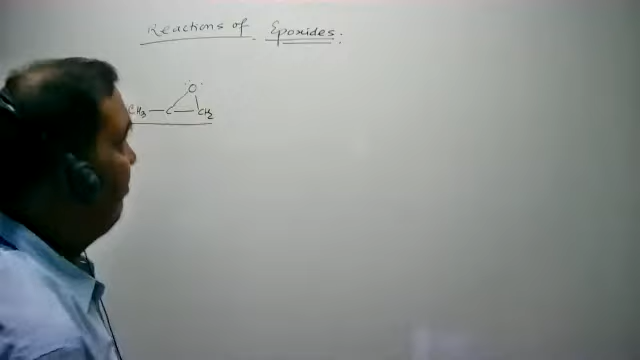 Reactions of Epoxides:
:O:
CH₃ — C — CH₂